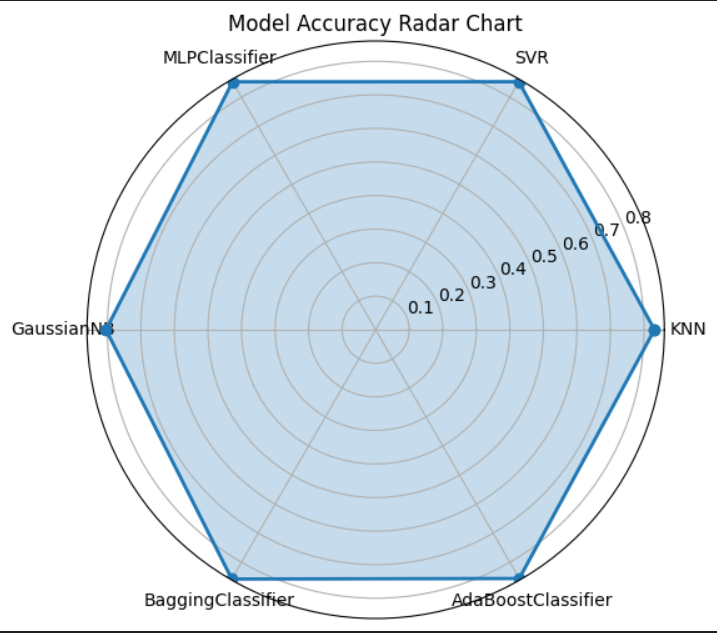 Model Accuracy Radar Chart
MLPClassifier
SVR
0.8
0.7
0.6
0.5
0.4
0.3
0.2
0.1
GaussianNB
KNN
BaggingClassifier
AdaBoostClassifier